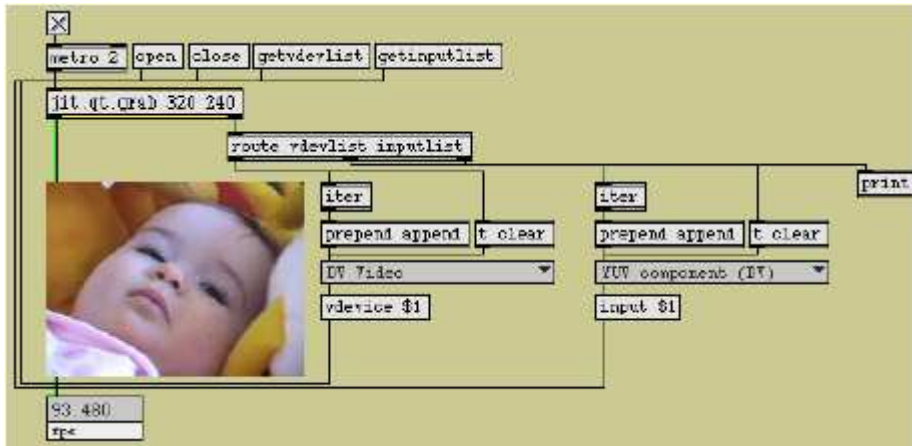 metro 2 open close getvdevlist getinputlist
jit qt.grab 320 240
route vdevlist inputlist
print
iter iter
prepend append t clear prepend append t clear
DV Video YUV component (DV)
vdevice $1 input $1
93.480
fps